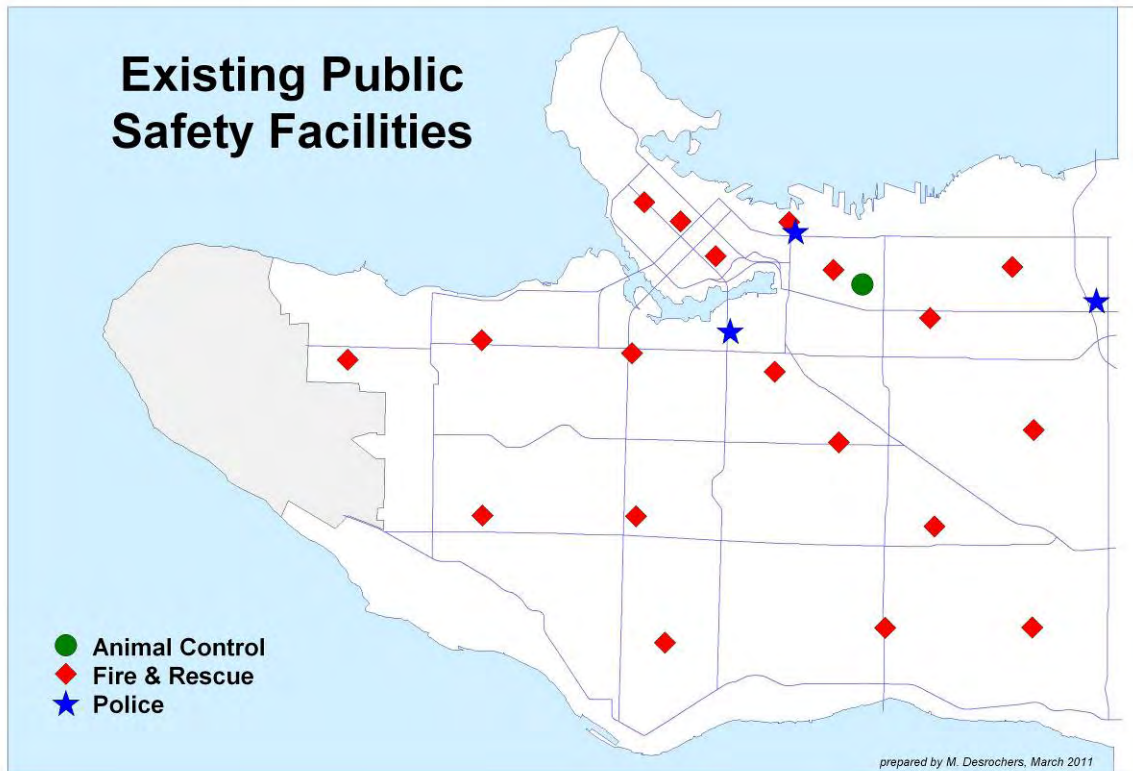 Existing Public
Safety Facilities
Animal Control
Fire & Rescue
Police
prepared by M. Desrochers, March 2011